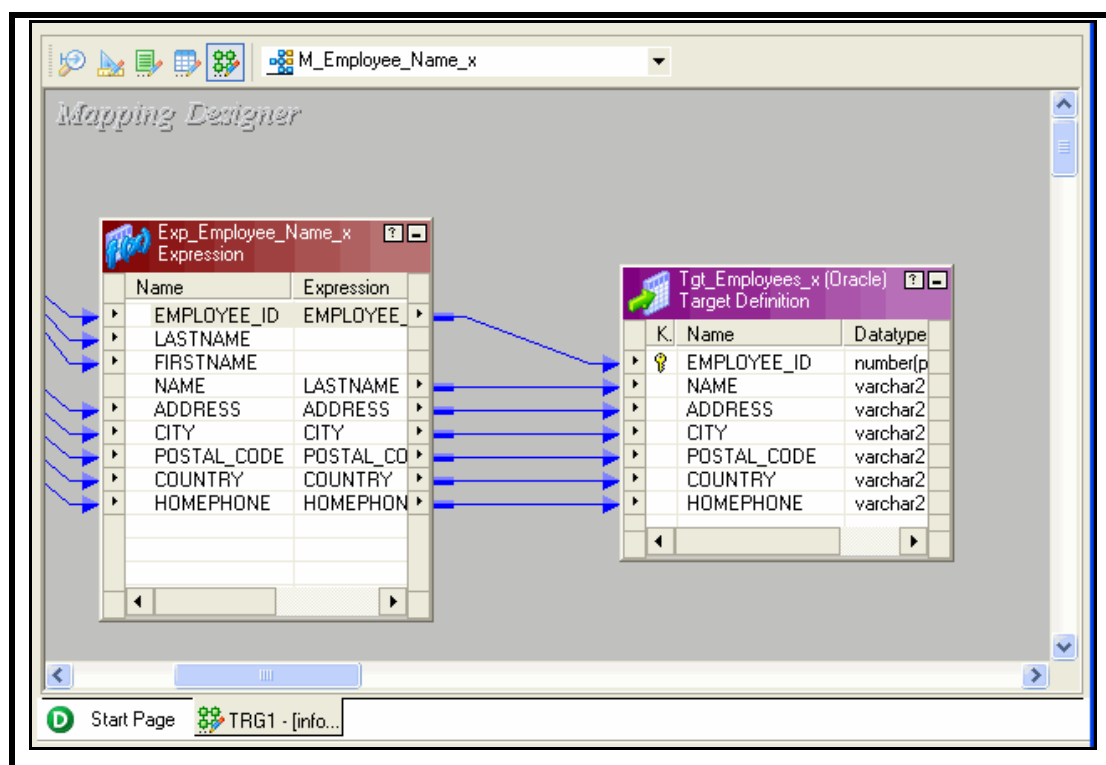 M_Employee_Name_x
Mapping Designer
Exp_Employee_Name_x
Expression
Name Expression
EMPLOYEE_ID EMPLOYEE_
LASTNAME
FIRSTNAME
NAME LASTNAME
ADDRESS ADDRESS
CITY CITY
POSTAL_CODE POSTAL_CO
COUNTRY COUNTRY
HOMEPHONE HOMEPHON
Tgt_Employees_x (Oracle)
Target Definition
K. Name Datatype
EMPLOYEE_ID number(p
NAME varchar2
ADDRESS varchar2
CITY varchar2
POSTAL_CODE varchar2
COUNTRY varchar2
HOMEPHONE varchar2
Start Page TRG1 - [info...